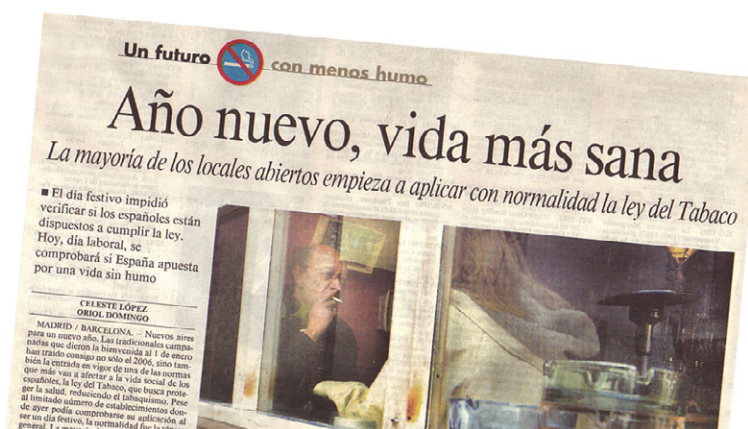 Un futuro con menos humo
Año nuevo, vida más sana
La mayoría de los locales abiertos empieza a aplicar con normalidad la ley del Tabaco
■ El día festivo impidió
verificar si los españoles están
dispuestos a cumplir la ley.
Hoy, día laboral, se
comprobará si España apuesta
por una vida sin humo
CELESTE LÓPEZ
ORIOL DOMINGO
MADRID / BARCELONA. – Nuevos aires
para un nuevo año. Las tradicionales campa-
nadas que dieron la bienvenida al 1 de enero
han traído consigo no sólo el 2006, sino tam-
bién la entrada en vigor de una de las normas
que más van a afectar a la vida social de los
españoles, la ley del Tabaco, que busca prote-
ger la salud, reduciendo el tabaquismo. Pese
al limitado número de establecimientos don-
de ayer podía comprobarse su aplicación al
ser un día festivo, la normalidad fue la
general. La